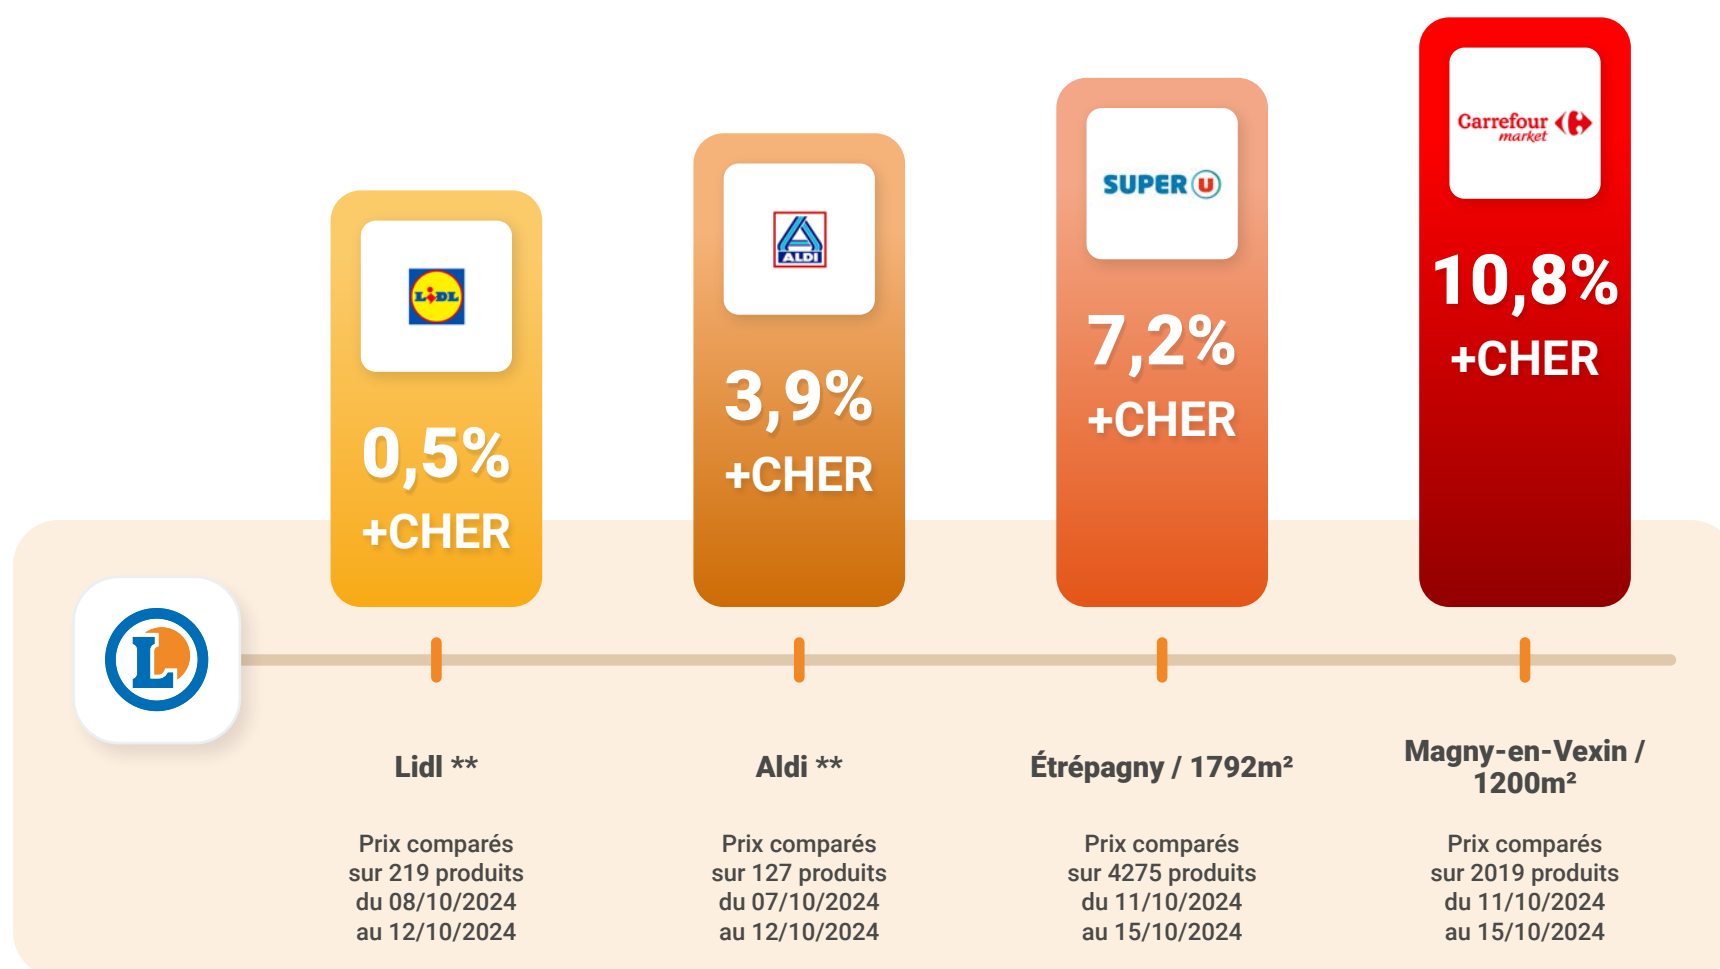 LIDL
0,5%
+CHER
ALDI
3,9%
+CHER
SUPER U
7,2%
+CHER
Carrefour
market
10,8%
+CHER
L
Lidl **
Prix comparés
sur 219 produits
du 08/10/2024
au 12/10/2024
Aldi **
Prix comparés
sur 127 produits
du 07/10/2024
au 12/10/2024
Étrépagny / 1792m²
Prix comparés
sur 4275 produits
du 11/10/2024
au 15/10/2024
Magny-en-Vexin /
1200m²
Prix comparés
sur 2019 produits
du 11/10/2024
au 15/10/2024